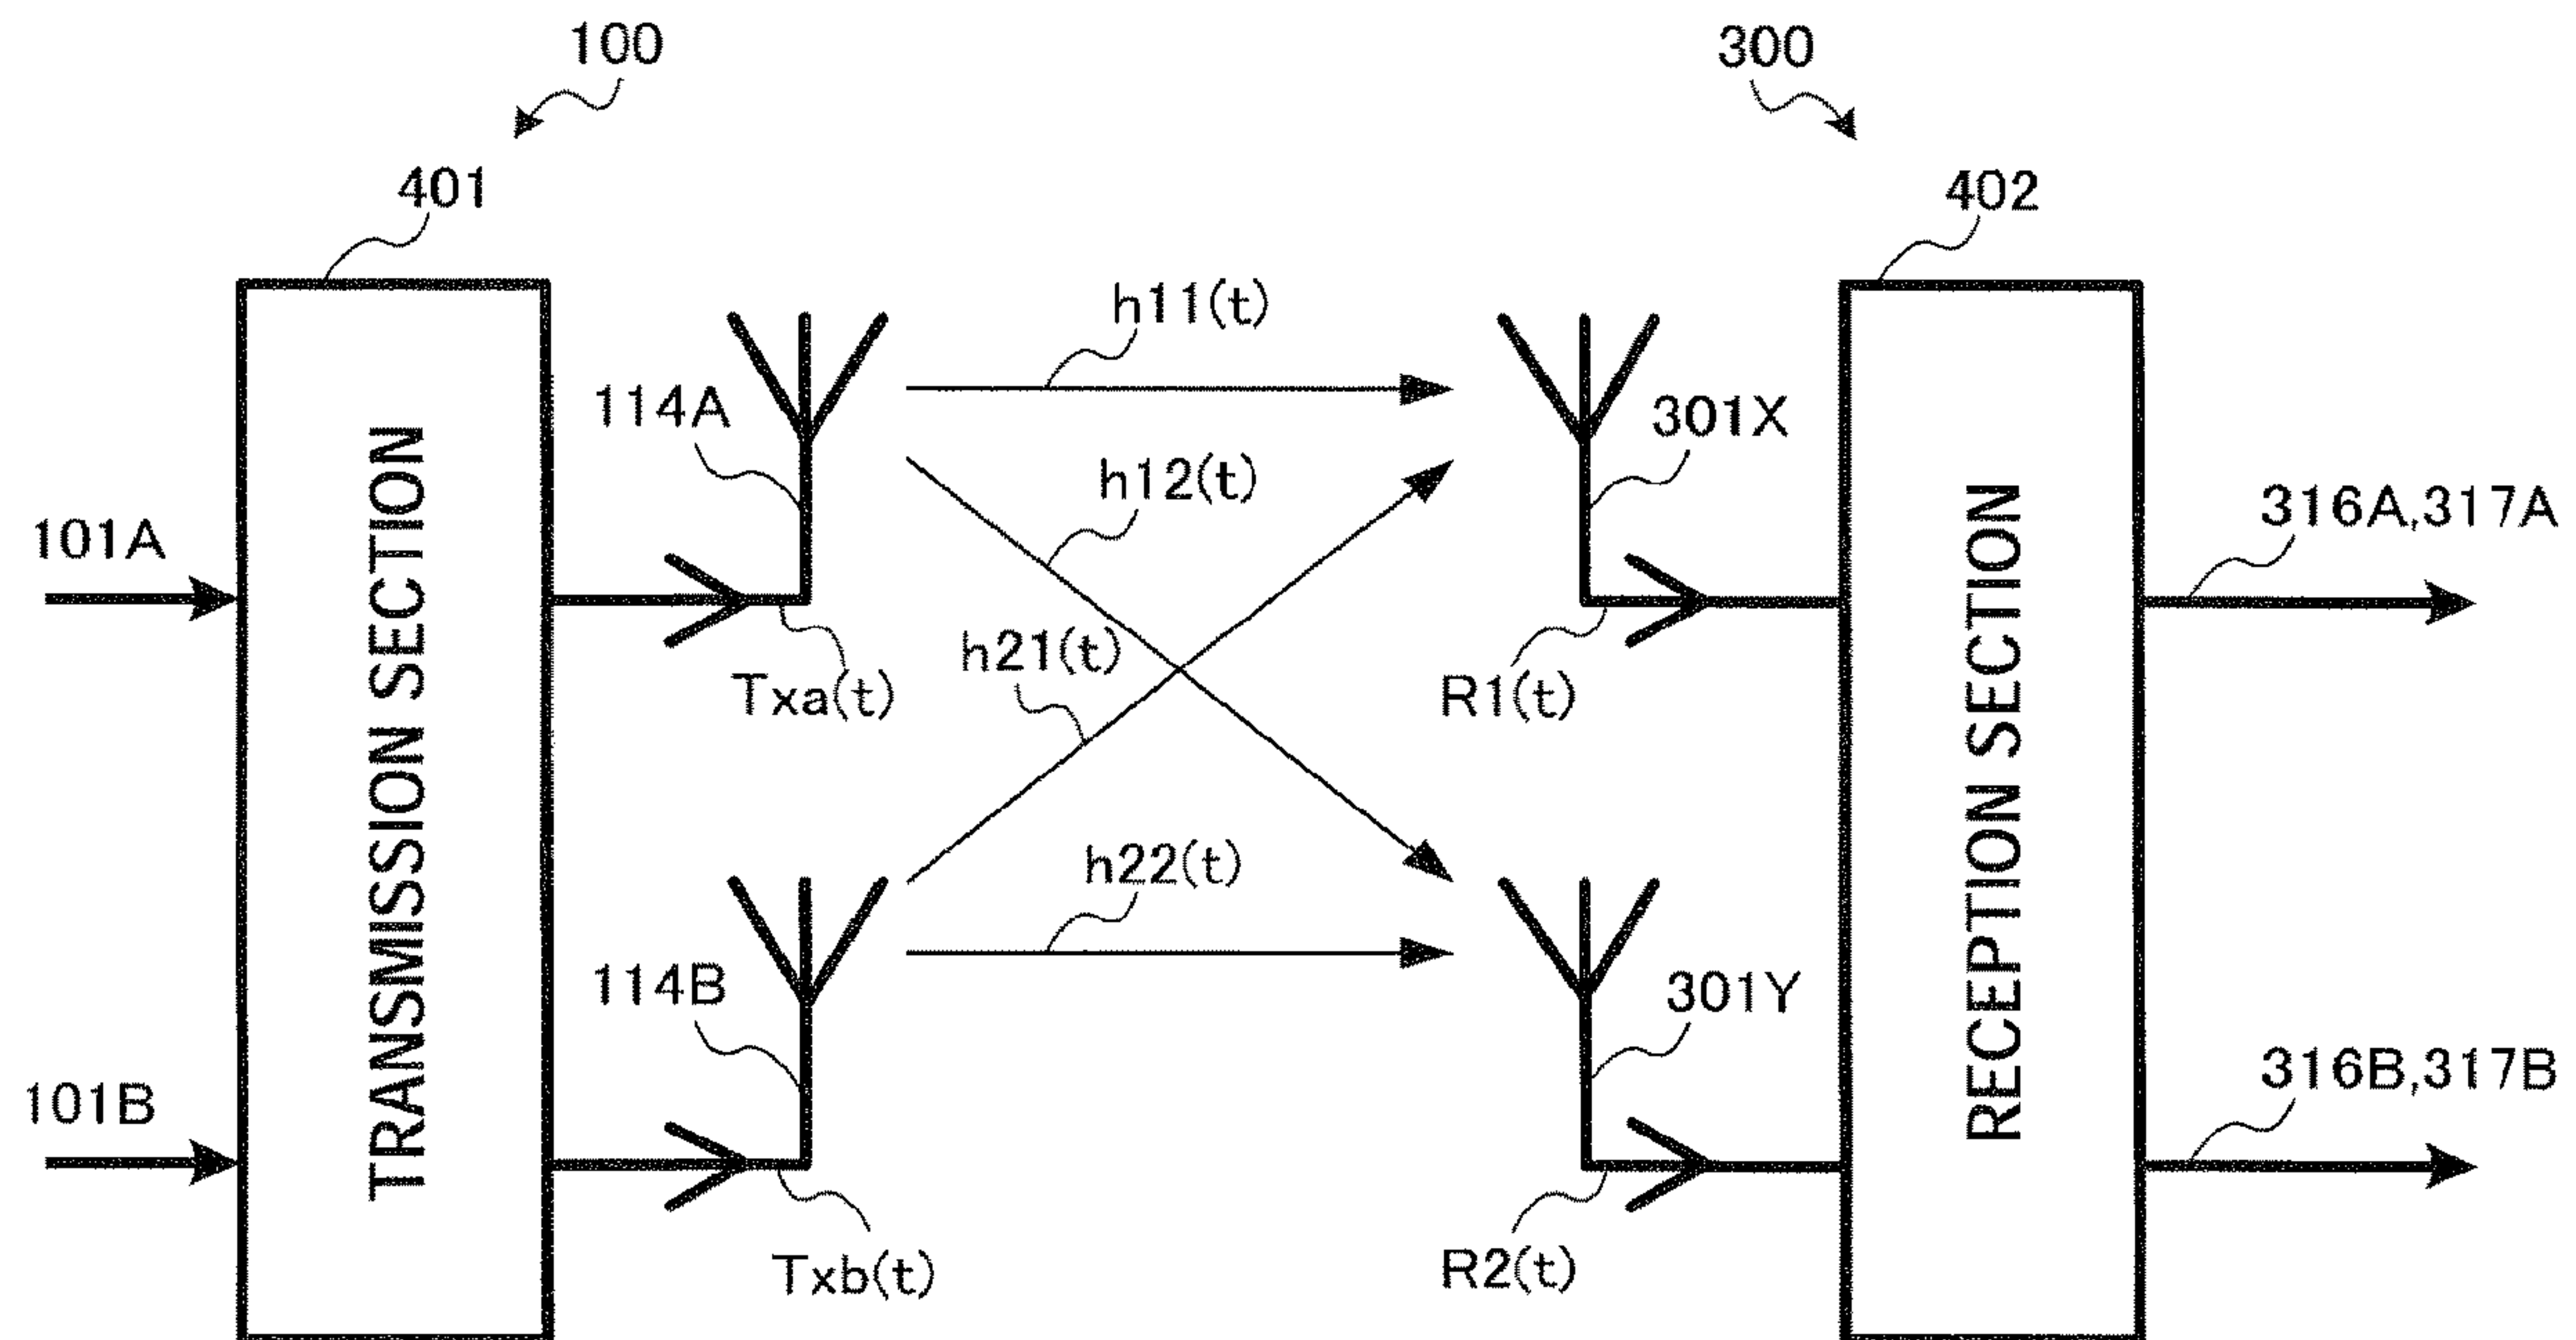 100
300
401
402
h11(t)
114A
h12(t)
301X
101A
316A,317A
TRANSMISSION SECTION
RECEPTION SECTION
h21(t)
Txa(t)
R1(t)
h22(t)
114B
301Y
101B
316B,317B
Txb(t)
R2(t)